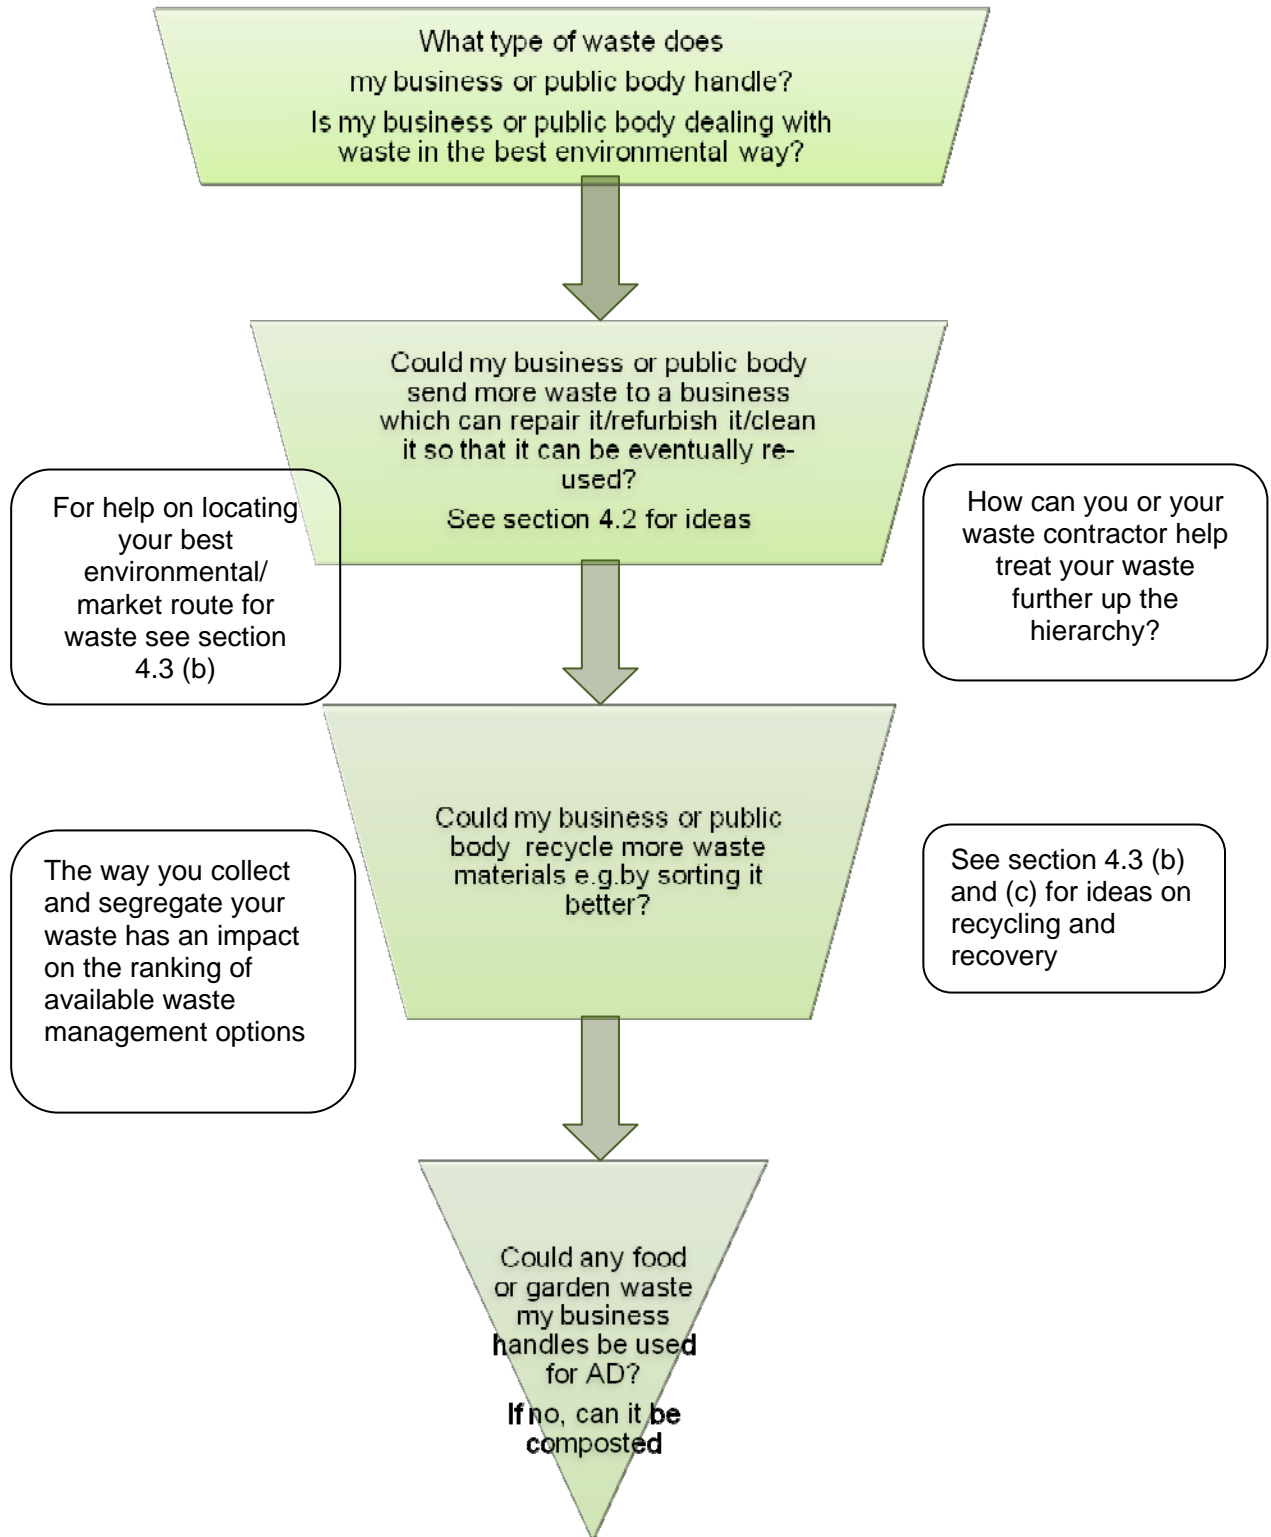 What type of waste does
my business or public body handle?
Is my business or public body dealing with
waste in the best environmental way?
Could my business or public body
send more waste to a business
which can repair it/refurbish it/clean
it so that it can be eventually re-
used?
See section 4.2 for ideas
For help on locating
your best
environmental/
market route for
waste see section
4.3 (b)
How can you or your
waste contractor help
treat your waste
further up the
hierarchy?
Could my business or public
body recycle more waste
materials e.g.by sorting it
better?
The way you collect
and segregate your
waste has an impact
on the ranking of
available waste
management options
See section 4.3 (b)
and (c) for ideas on
recycling and
recovery
Could any food
or garden waste
my business
handles be used
for AD?
If no, can it be
composted